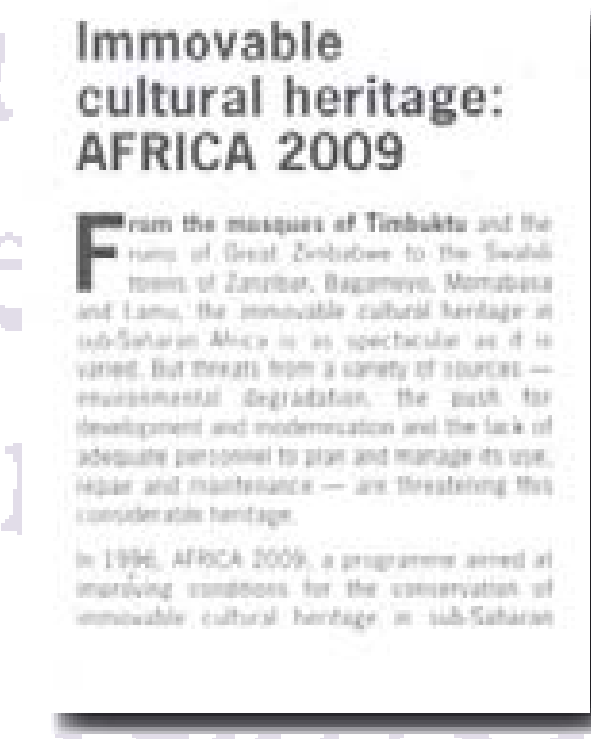 Immovable
cultural heritage:
AFRICA 2009
From the mosques of Timbuktu and the
ruins of Great Zimbabwe to the Swahili
towns of Zanzibar, Bagamoyo, Mombasa
and Lamu, the immovable cultural heritage in
sub-Saharan Africa is as spectacular as it is
varied. But threats from a variety of sources —
environmental degradation, the push for
development and modernisation and the lack of
adequate personnel to plan and manage its use,
repair and maintenance — are threatening this
considerable heritage.
In 1996, AFRICA 2009, a programme aimed at
improving conditions for the conservation of
immovable cultural heritage in sub-Saharan